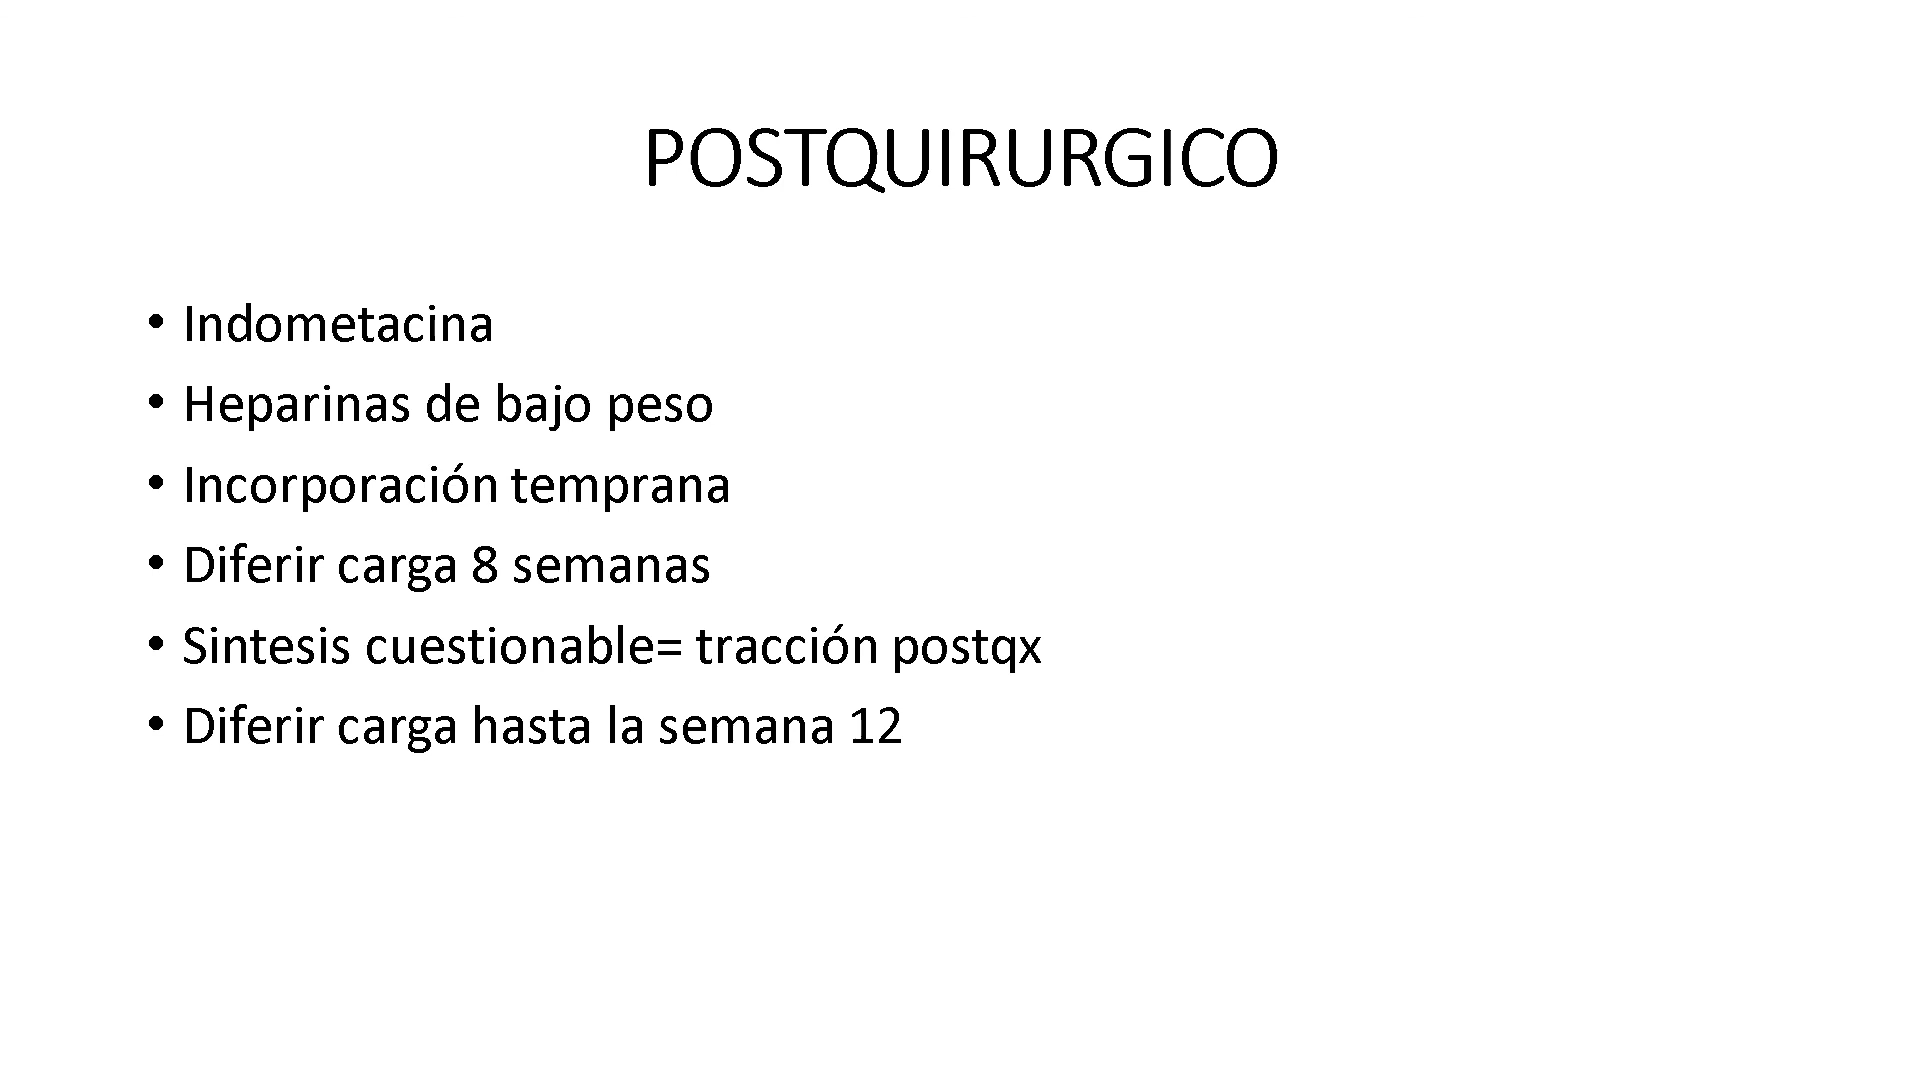 POSTQUIRURGICO
• Indometacina
• Heparinas de bajo peso
• Incorporación temprana
• Diferir carga 8 semanas
• Sintesis cuestionable= tracción postqx
• Diferir carga hasta la semana 12